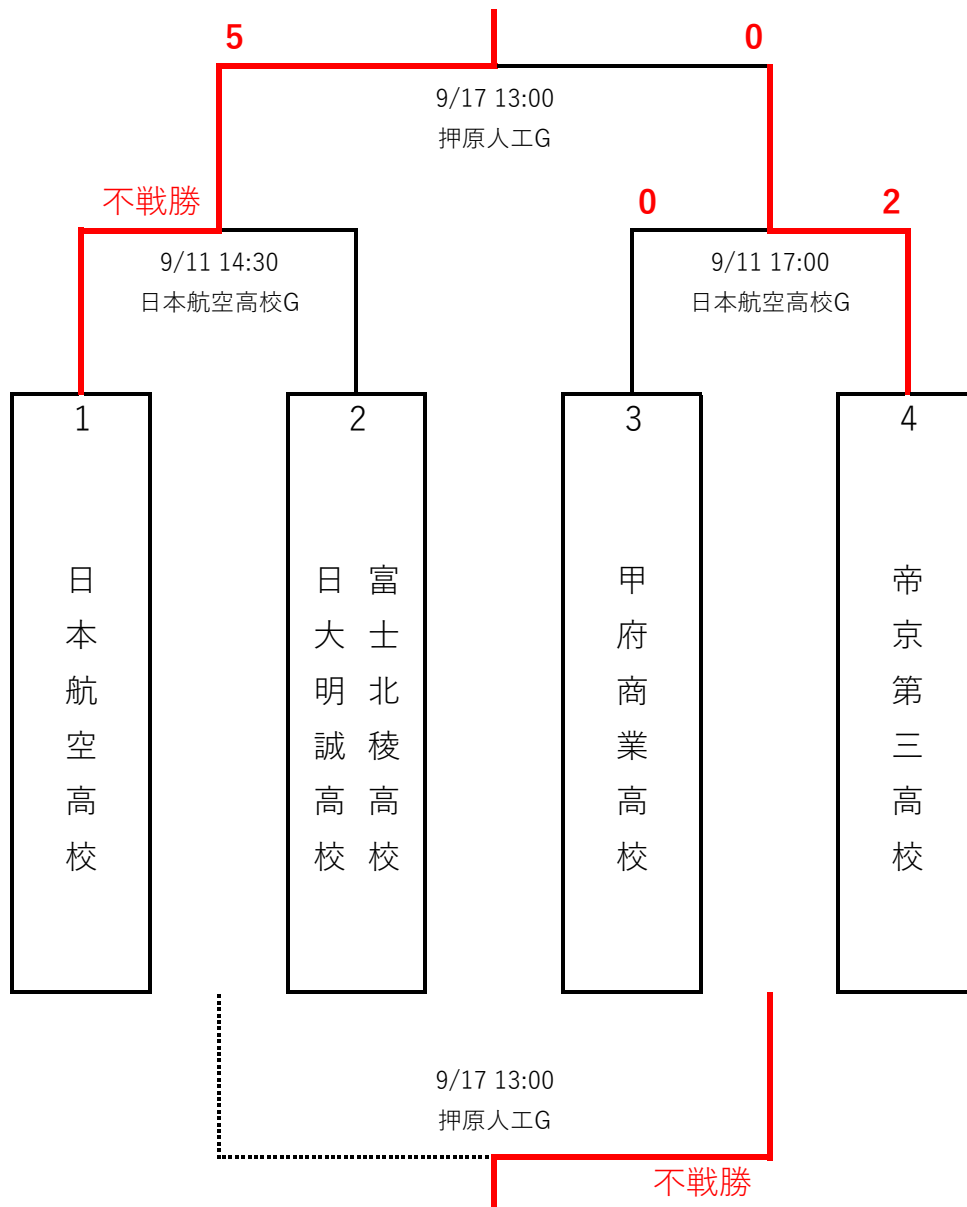 5
0
9/17 13:00
押原人工G
不戦勝
0
2
9/11 14:30
日本航空高校G
9/11 17:00
日本航空高校G
1
2
3
4
日本航空高校
富士北稜高校
日大明誠高校
甲府商業高校
帝京第三高校
9/17 13:00
押原人工G
不戦勝